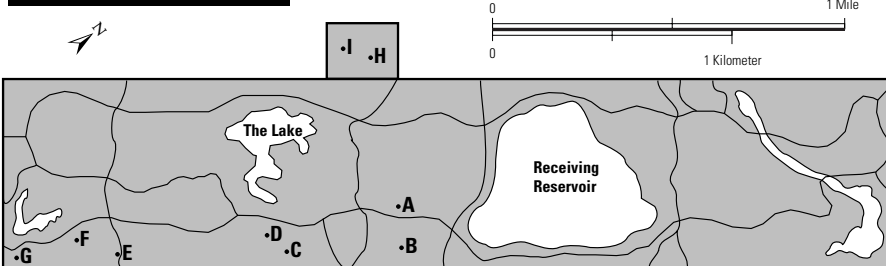 0
1 Mile
0
1 Kilometer
N
I
H
The Lake
Receiving
Reservoir
A
B
D
C
F
E
G